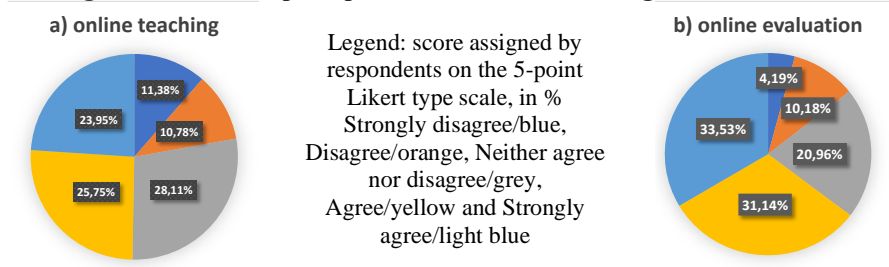 a) online teaching
11,38%
10,78%
28,11%
25,75%
23,95%
Legend: score assigned by
respondents on the 5-point
Likert type scale, in %
Strongly disagree/blue,
Disagree/orange, Neither agree
nor disagree/grey,
Agree/yellow and Strongly
agree/light blue
b) online evaluation
4,19%
10,18%
20,96%
31,14%
33,53%